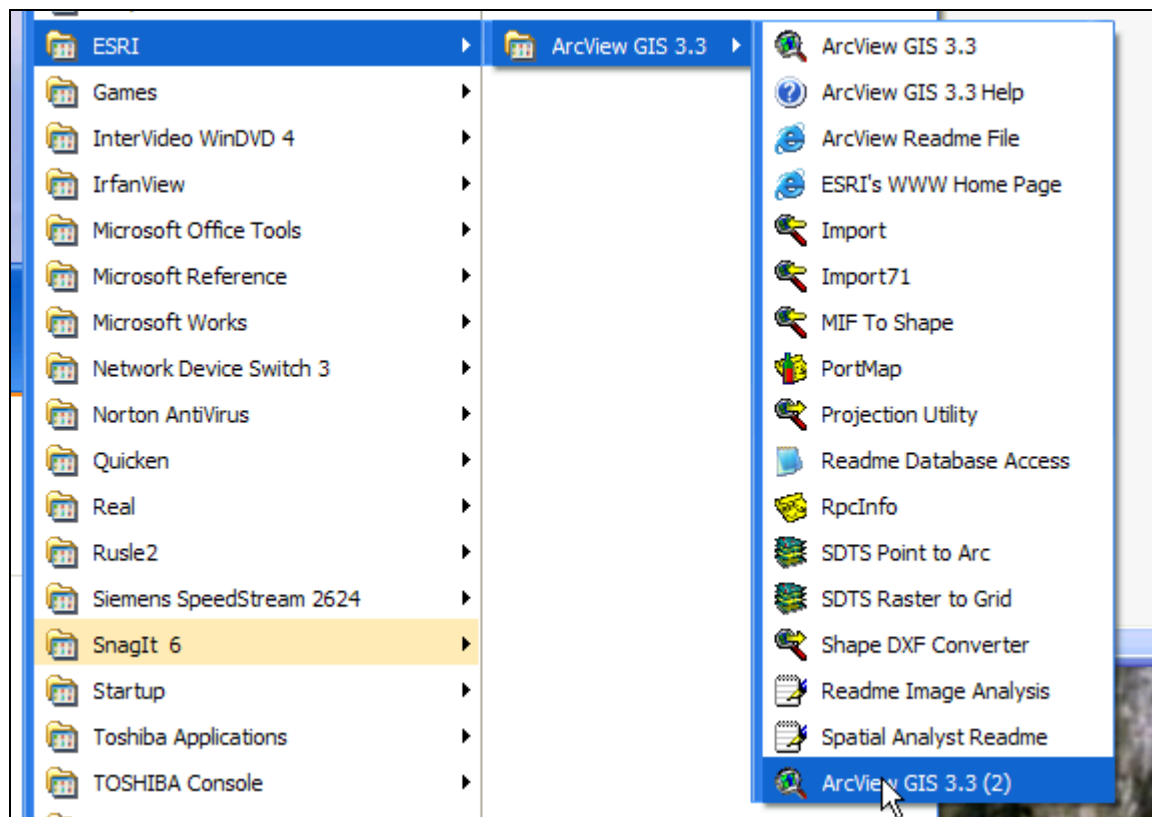 ESRI
Games
InterVideo WinDVD 4
IrfanView
Microsoft Office Tools
Microsoft Reference
Microsoft Works
Network Device Switch 3
Norton AntiVirus
Quicken
Real
Rusle2
Siemens SpeedStream 2624
SnagIt 6
Startup
Toshiba Applications
TOSHIBA Console
ArcView GIS 3.3
ArcView GIS 3.3
ArcView GIS 3.3 Help
ArcView Readme File
ESRI's WWW Home Page
Import
Import71
MIF To Shape
PortMap
Projection Utility
Readme Database Access
RpcInfo
SDTS Point to Arc
SDTS Raster to Grid
Shape DXF Converter
Readme Image Analysis
Spatial Analyst Readme
ArcView GIS 3.3 (2)